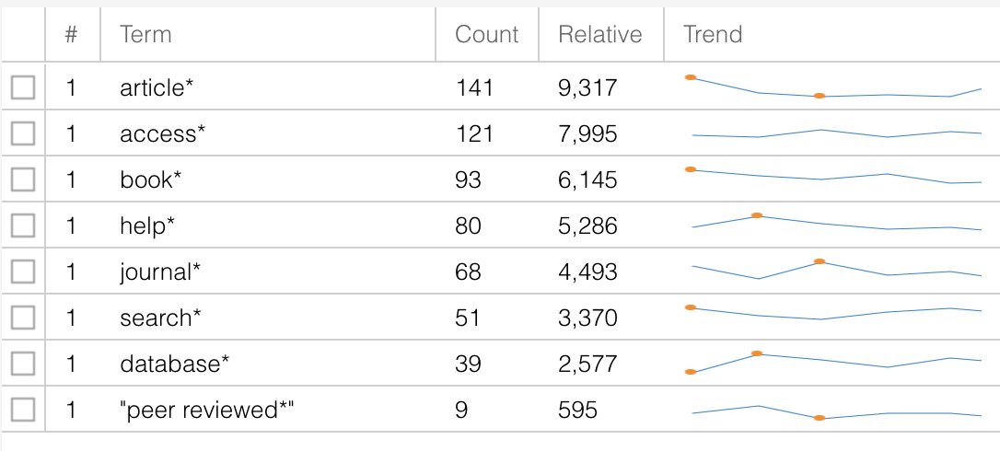 # Term Count Relative Trend
1 article* 141 9,317
1 access* 121 7,995
1 book* 93 6,145
1 help* 80 5,286
1 journal* 68 4,493
1 search* 51 3,370
1 database* 39 2,577
1 "peer reviewed*" 9 595